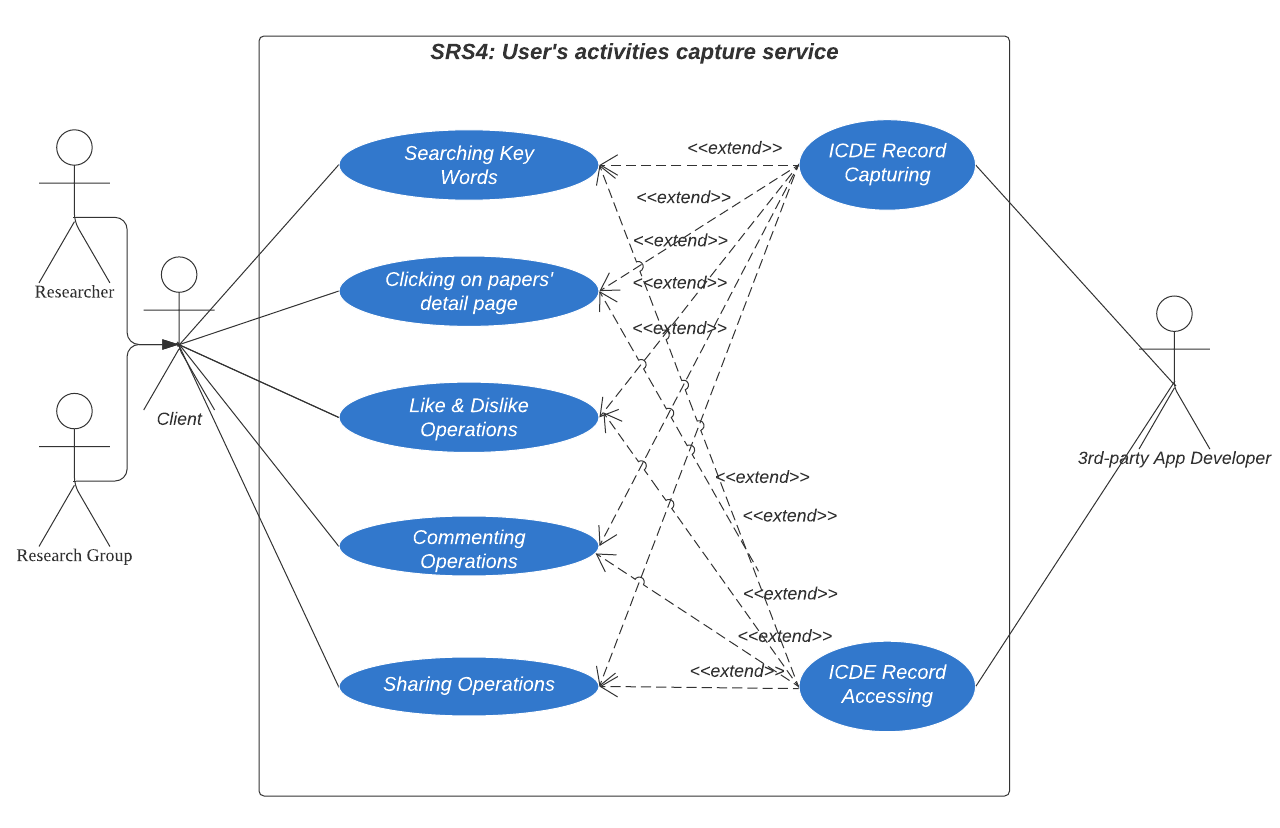 SRS4: User's activities capture service
Researcher
Research Group
Client
Searching Key
Words
Clicking on papers'
detail page
Like & Dislike
Operations
Commenting
Operations
Sharing Operations
<<extend>>
<<extend>>
<<extend>>
<<extend>>
<<extend>>
<<extend>>
<<extend>>
<<extend>>
<<extend>>
<<extend>>
ICDE Record
Capturing
ICDE Record
Accessing
3rd-party App Developer